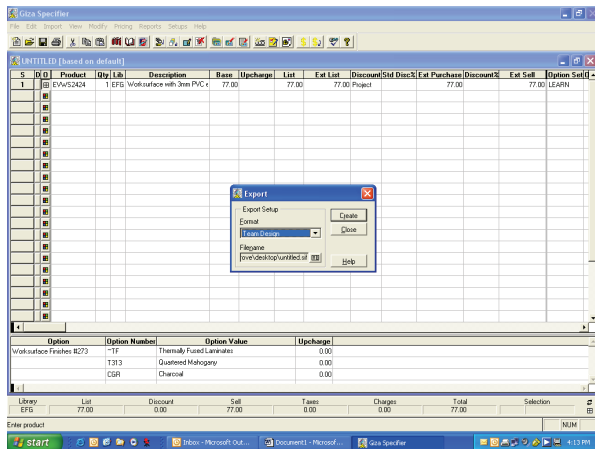 Giza Specifier
File Edit Import View Modify Pricing Reports Setups Help
UNTITLED [based on default]
S D O Product Qty Lib Description Base Upcharge List Ext List Discount Std Disc% Ext Purchase Discount% Ext Sell Option Set
1 EVWS2424 1 EFG Worksurface with 3mm PVC e 77.00 77.00 77.00 Project 77.00 77.00 LEARN
Export
Export Setup
Format
Team Design
Filename
ove\desktop\untitled.sif
Create
Close
Help
Option Option Number Option Value Upcharge
Worksurface Finishes #273 ~TF Thermally Fused Laminates 0.00
T313 Quartered Mahogany 0.00
CGR Charcoal 0.00
Library List Discount Sell Taxes Charges Total Selection
EFG 77.00 0.00 77.00 0.00 0.00 77.00
Enter product NUM
start Inbox - Microsoft Out... Document1 - Microsof... Giza Specifier 4:13 PM